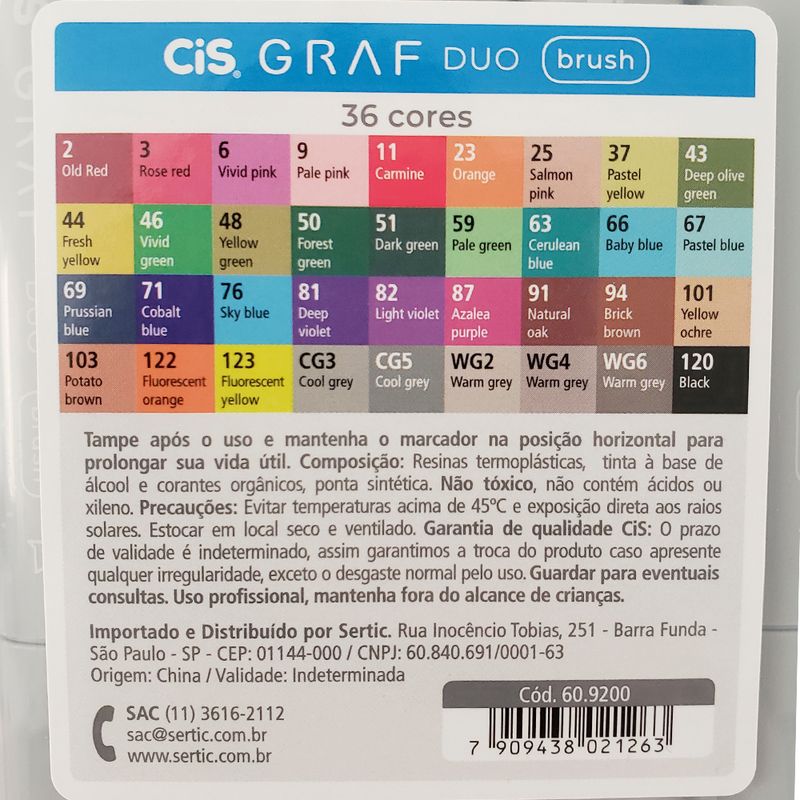 CiS® GRAF DUO brush
36 cores
2 Old Red
3 Rose red
6 Vivid pink
9 Pale pink
11 Carmine
23 Orange
25 Salmon pink
37 Pastel yellow
43 Deep olive green
44 Fresh yellow
46 Vivid green
48 Yellow green
50 Forest green
51 Dark green
59 Pale green
63 Cerulean blue
66 Baby blue
67 Pastel blue
69 Prussian blue
71 Cobalt blue
76 Sky blue
81 Deep violet
82 Light violet
87 Azalea purple
91 Natural oak
94 Brick brown
101 Yellow ochre
103 Potato brown
122 Fluorescent orange
123 Fluorescent yellow
CG3 Cool grey
CG5 Cool grey
WG2 Warm grey
WG4 Warm grey
WG6 Warm grey
120 Black
Tampe após o uso e mantenha o marcador na posição horizontal para
prolongar sua vida útil. Composição: Resinas termoplásticas, tinta à base de
álcool e corantes orgânicos, ponta sintética. Não tóxico, não contém ácidos ou
xileno. Precauções: Evitar temperaturas acima de 45ºC e exposição direta aos raios
solares. Estocar em local seco e ventilado. Garantia de qualidade CiS: O prazo
de validade é indeterminado, assim garantimos a troca do produto caso apresente
qualquer irregularidade, exceto o desgaste normal pelo uso. Guardar para eventuais
consultas. Uso profissional, mantenha fora do alcance de crianças.
Importado e Distribuído por Sertic. Rua Inocêncio Tobias, 251 - Barra Funda -
São Paulo - SP - CEP: 01144-000 / CNPJ: 60.840.691/0001-63
Origem: China / Validade: Indeterminada
SAC (11) 3616-2112
sac@sertic.com.br
www.sertic.com.br
Cód. 60.9200
7 909438 021263